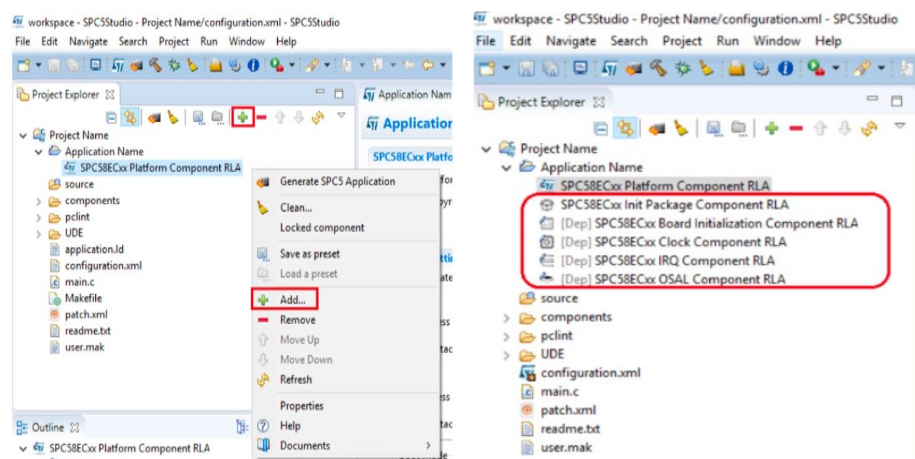 workspace - SPC5Studio - Project Name/configuration.xml - SPC5Studio
File Edit Navigate Search Project Run Window Help
Project Explorer
Project Name
Application Name
SPC58ECxx Platform Component RLA
source
components
pclint
UDE
application.ld
configuration.xml
main.c
Makefile
patch.xml
readme.txt
user.mak
Outline
SPC58ECxx Platform Component RLA
Application Nam
Application
SPC58ECxx Platfo
Generate SPC5 Application
Clean...
Locked component
Save as preset
Load a preset
Add...
Remove
Move Up
Move Down
Refresh
Properties
Help
Documents
workspace - SPC5Studio - Project Name/configuration.xml - SPC5Studio
File Edit Navigate Search Project Run Window Help
Project Explorer
Project Name
Application Name
SPC58ECxx Platform Component RLA
SPC58ECxx Init Package Component RLA
[Dep] SPC58ECxx Board Initialization Component RLA
[Dep] SPC58ECxx Clock Component RLA
[Dep] SPC58ECxx IRQ Component RLA
[Dep] SPC58ECxx OSAL Component RLA
source
components
pclint
UDE
configuration.xml
main.c
patch.xml
readme.txt
user.mak